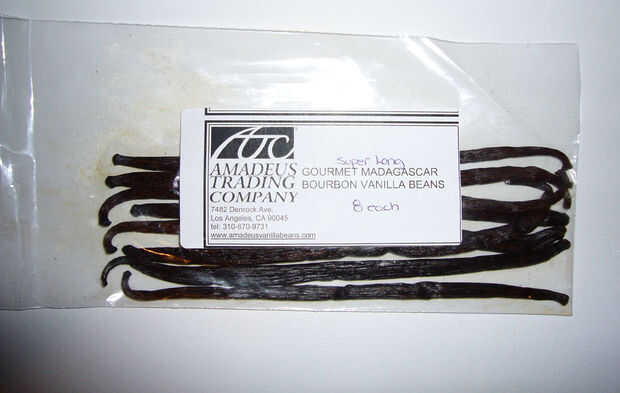 ATC
AMADEUS
TRADING
COMPANY
7482 Denrock Ave.
Los Angeles, CA 90045
tel: 310-670-9731
www.amadeusvanillabeans.com
Super Long
GOURMET MADAGASCAR
BOURBON VANILLA BEANS
8 each